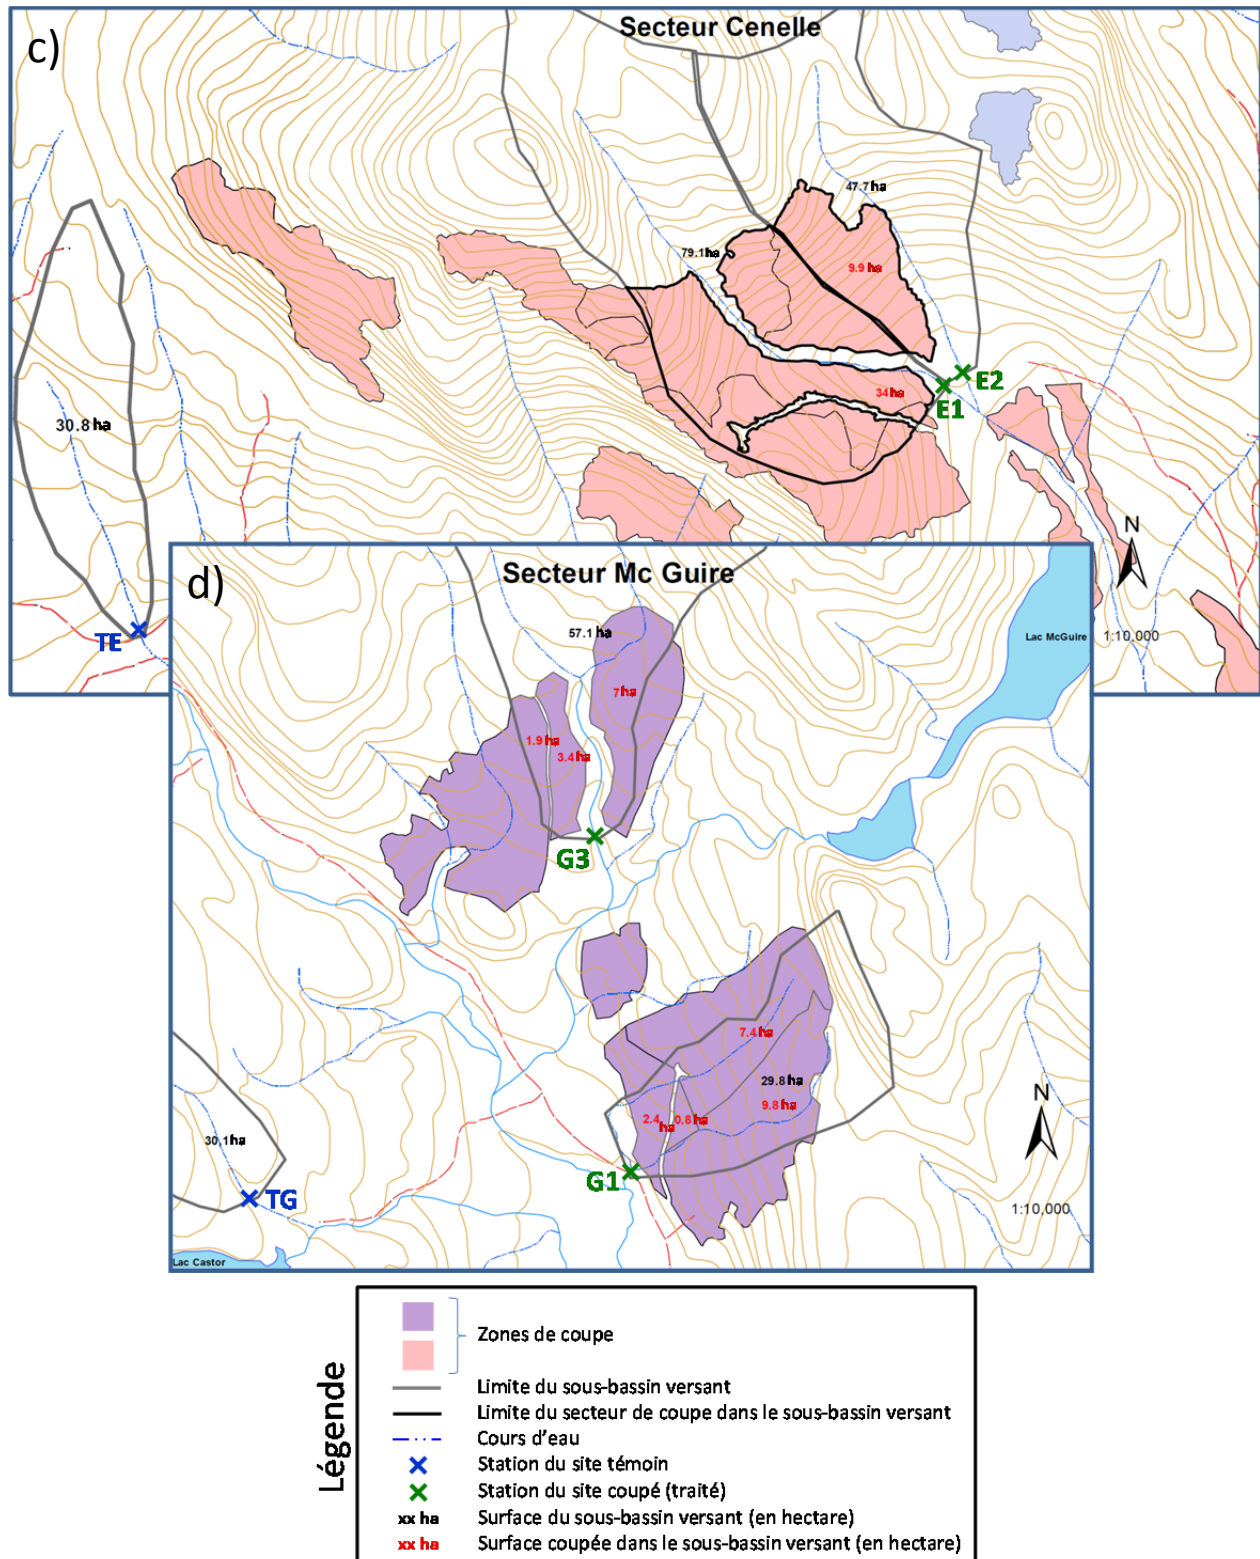 c)
Secteur Cenelle
47.7 ha
79.1 ha
9.9 ha
34 ha
E2
E1
30.8 ha
TE
N
1:10,000
d)
Secteur Mc Guire
57.1 ha
Lac McGuire
7 ha
1.9 ha
3.4 ha
G3
7.4 ha
29.8 ha
9.8 ha
2.4 ha
0.8 ha
G1
30,1 ha
TG
N
1:10,000
Lac Castor
Légende
Zones de coupe
Limite du sous-bassin versant
Limite du secteur de coupe dans le sous-bassin versant
Cours d'eau
Station du site témoin
Station du site coupé (traité)
xx ha Surface du sous-bassin versant (en hectare)
xx ha Surface coupée dans le sous-bassin versant (en hectare)